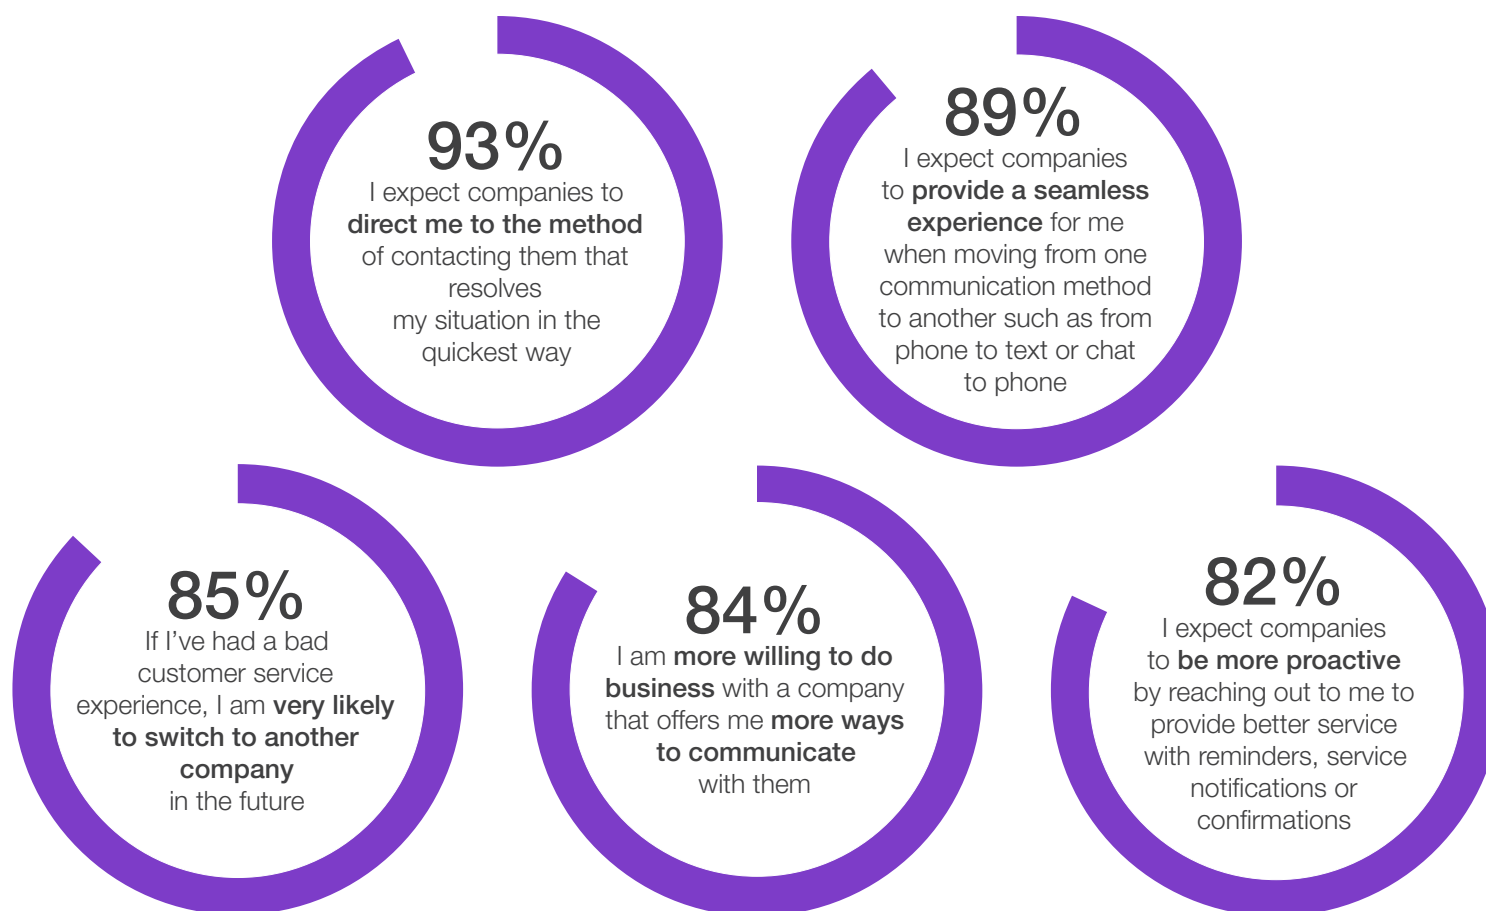 93%
I expect companies to
direct me to the method
of contacting them that
resolves
my situation in the
quickest way
89%
I expect companies
to provide a seamless
experience for me
when moving from one
communication method
to another such as from
phone to text or chat
to phone
85%
If I’ve had a bad
customer service
experience, I am very likely
to switch to another
company
in the future
84%
I am more willing to do
business with a company
that offers me more ways
to communicate
with them
82%
I expect companies
to be more proactive
by reaching out to me to
provide better service
with reminders, service
notifications or
confirmations